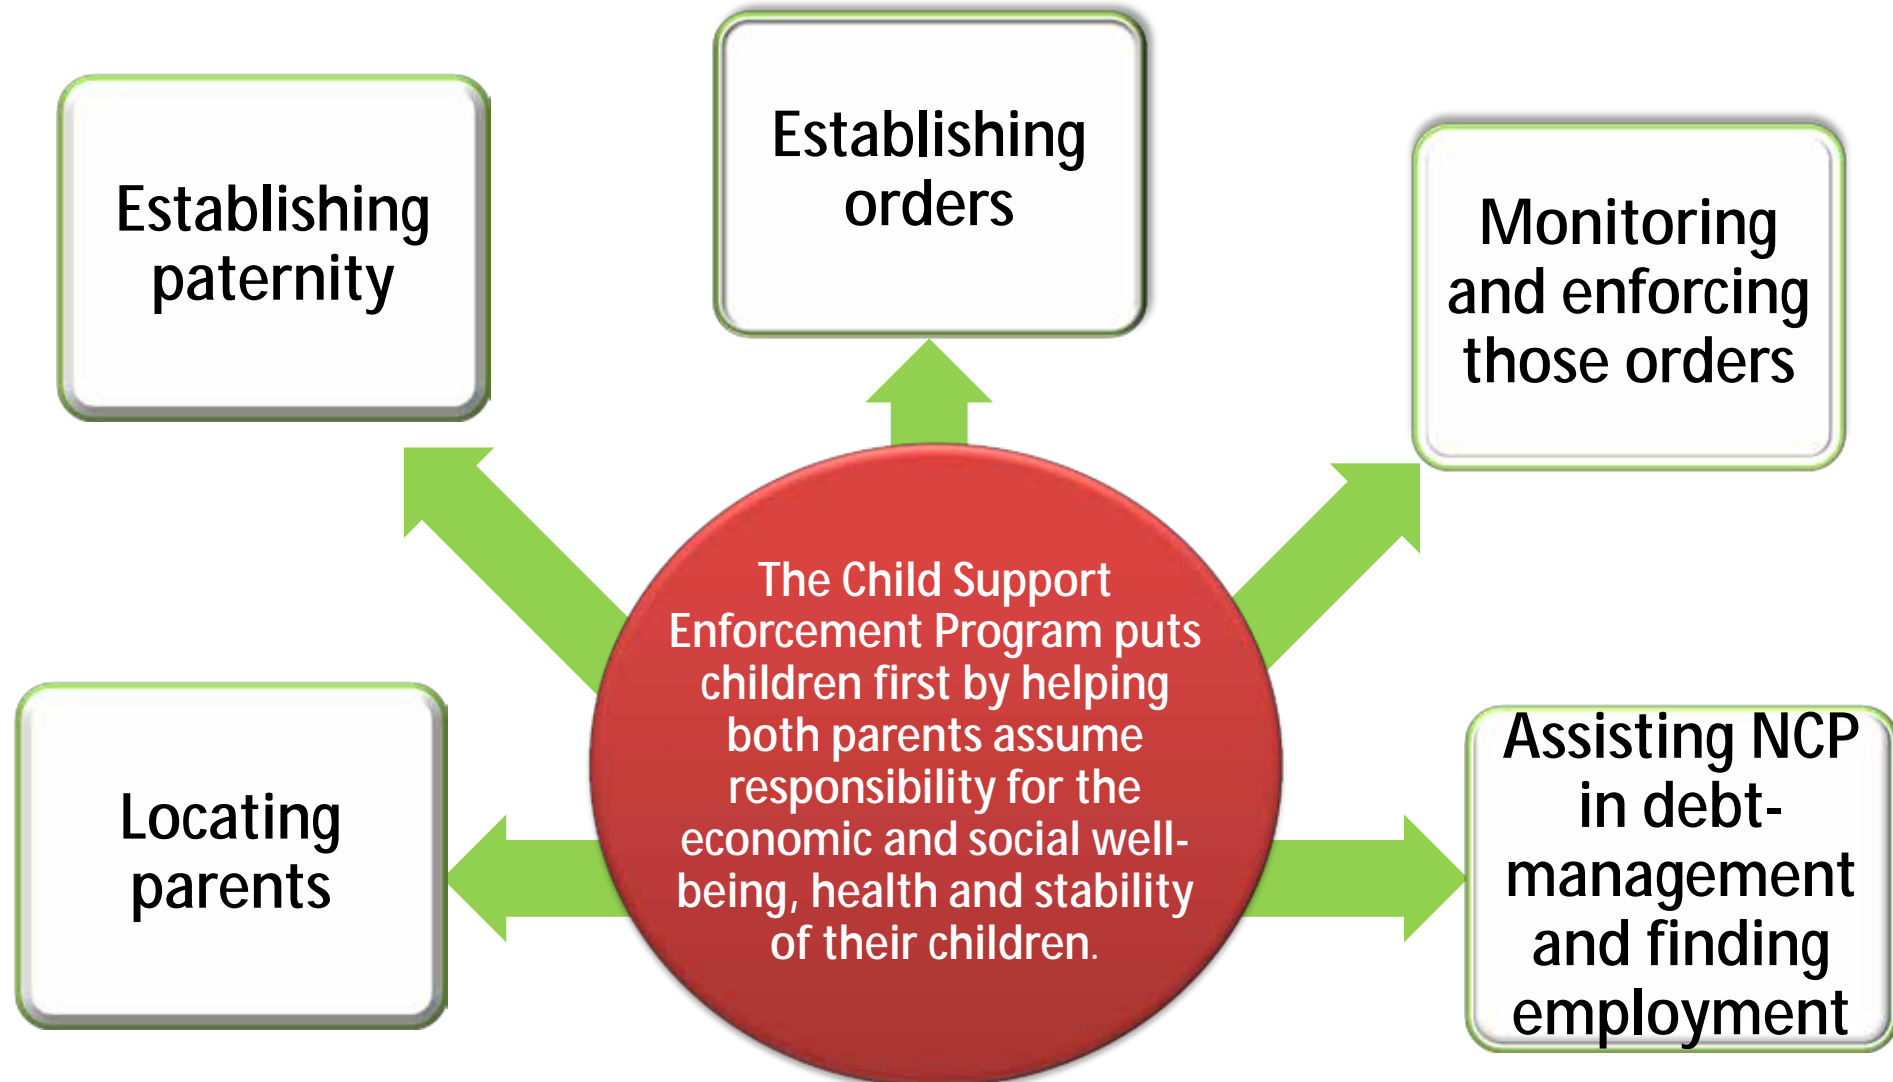 Establishing
paternity
Establishing
orders
Monitoring
and enforcing
those orders
Locating
parents
The Child Support
Enforcement Program puts
children first by helping
both parents assume
responsibility for the
economic and social well-
being, health and stability
of their children.
Assisting NCP
in debt-
management
and finding
employment